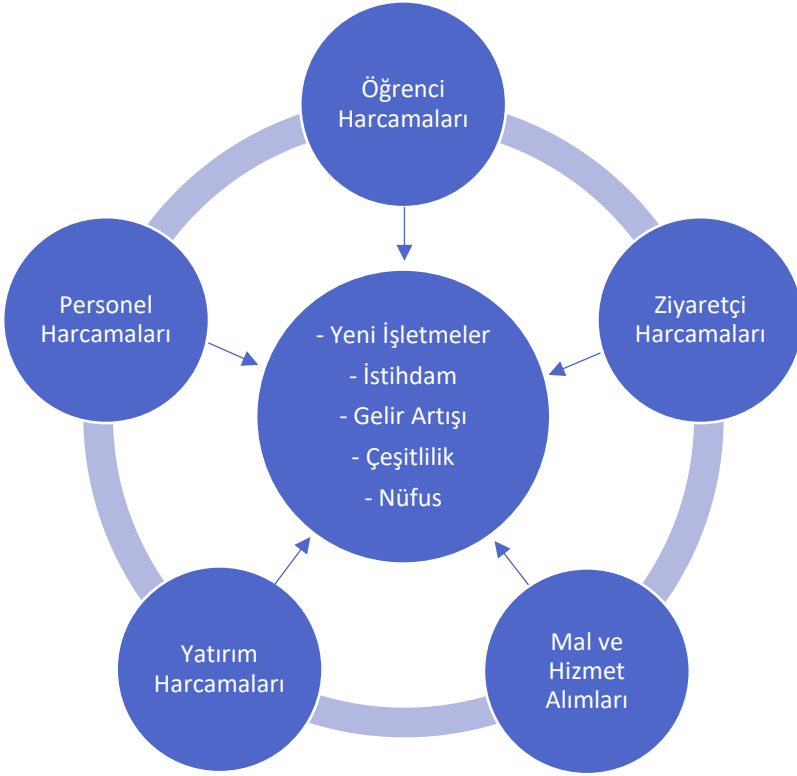 Öğrenci
Harcamaları
Personel
Harcamaları
Ziyaretçi
Harcamaları
- Yeni İşletmeler
- İstihdam
- Gelir Artışı
- Çeşitlilik
- Nüfus
Yatırım
Harcamaları
Mal ve
Hizmet
Alımları